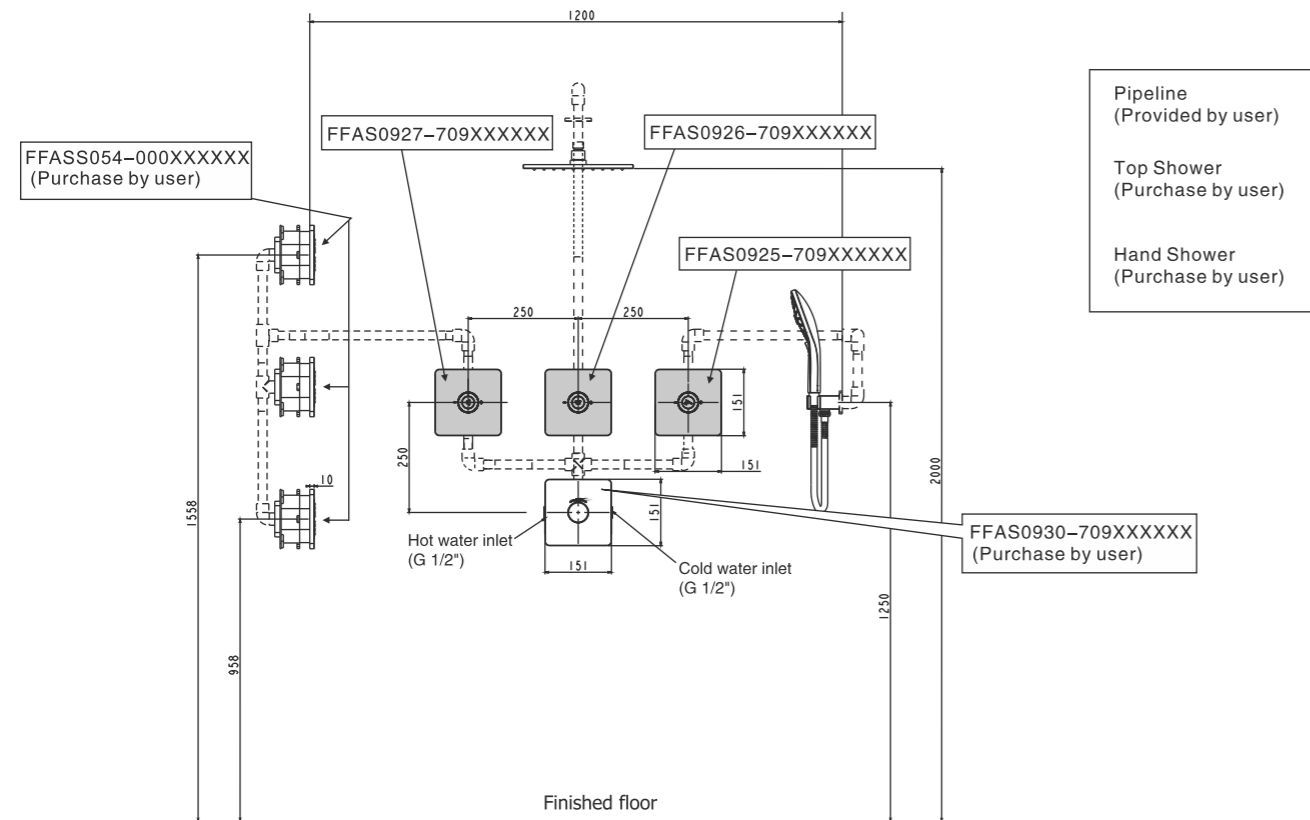 1200
FFAS0927-709XXXXXX
FFAS0926-709XXXXXX
FFASS054-000XXXXXX
(Purchase by user)
Pipeline
(Provided by user)
Top Shower
(Purchase by user)
Hand Shower
(Purchase by user)
FFAS0925-709XXXXXX
250
250
151
151
250
10
151
151
Hot water inlet
(G 1/2")
Cold water inlet
(G 1/2")
FFAS0930-709XXXXXX
(Purchase by user)
1558
958
1250
2000
Finished floor